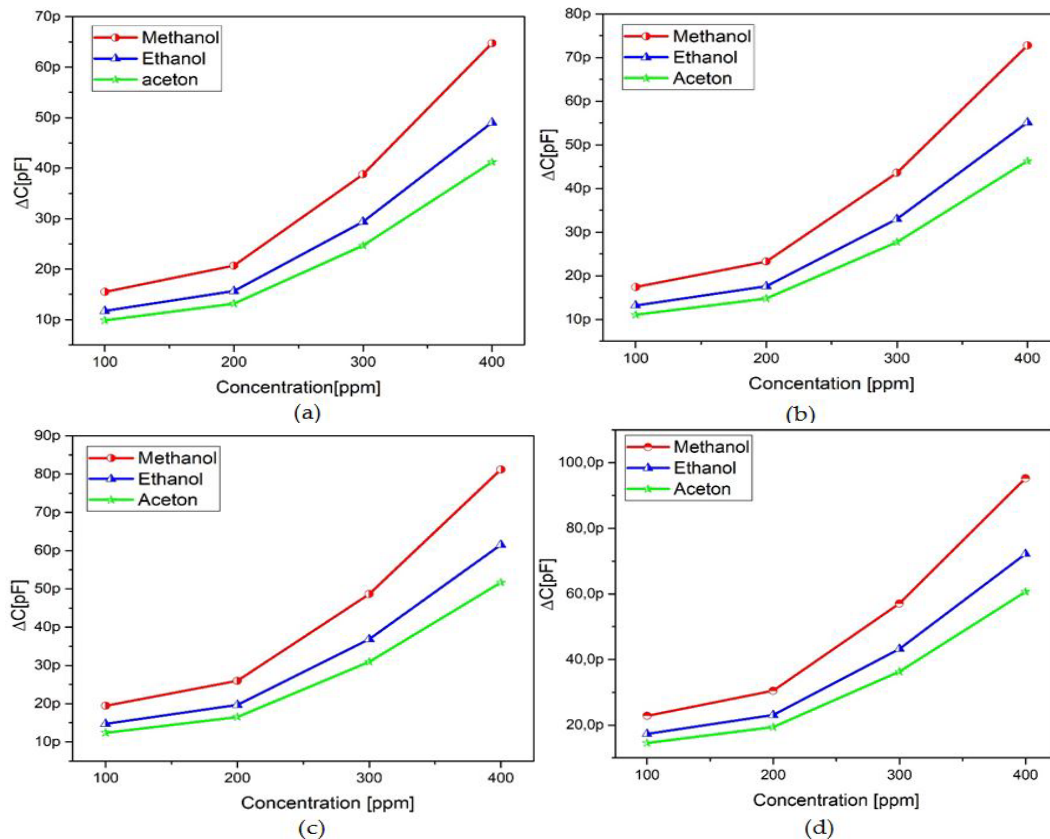 70p
60p
50p
40p
30p
20p
10p
ΔC[pF]
Methanol
Ethanol
aceton
100 200 300 400
Concentration[ppm]
(a)
80p
70p
60p
50p
40p
30p
20p
10p
ΔC[pF]
Methanol
Ethanol
Aceton
100 200 300 400
Concentation [ppm]
(b)
90p
80p
70p
60p
50p
40p
30p
20p
10p
ΔC[pF]
Methanol
Ethanol
Aceton
100 200 300 400
Concentration [ppm]
(c)
100,0p
80,0p
60,0p
40,0p
20,0p
ΔC[pF]
Methanol
Ethanol
Aceton
100 200 300 400
Concentration [ppm]
(d)